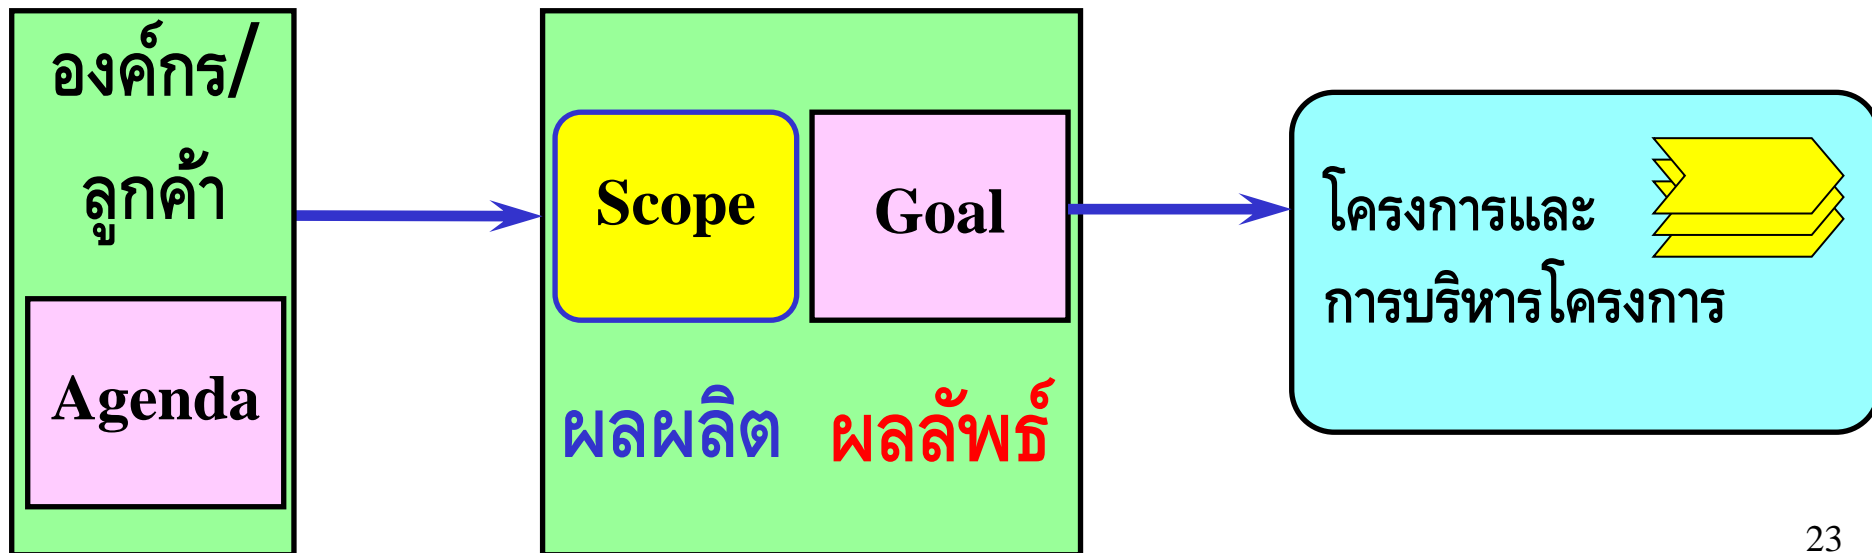 องค์กร/
ลูกค้า
Agenda
Scope
Goal
ผลผลิต
ผลลัพธ์
โครงการและ
การบริหารโครงการ
23